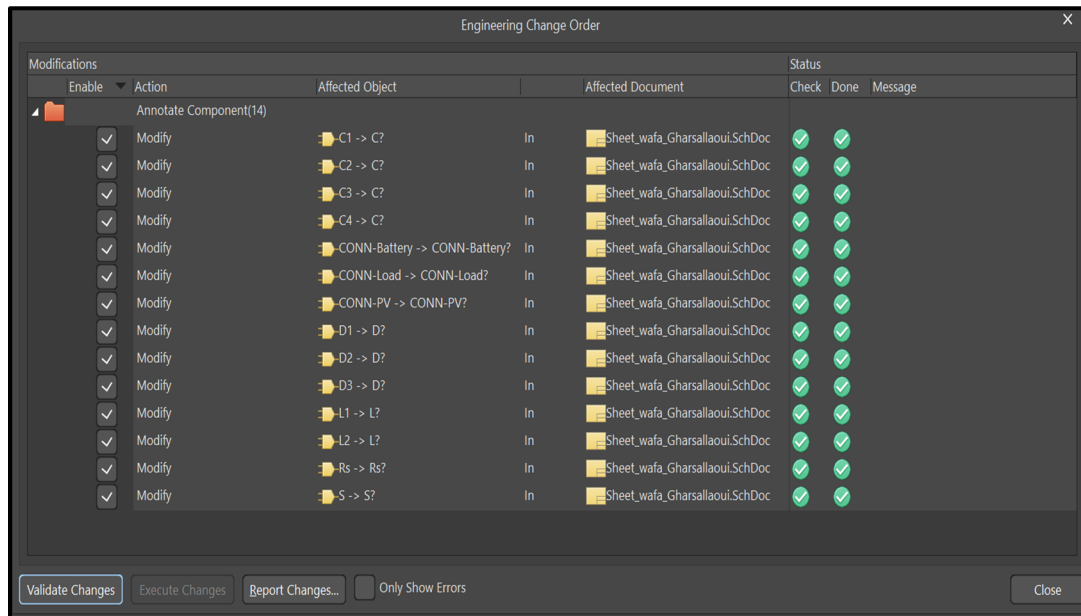 Engineering Change Order X
Modifications Status
Enable Action Affected Object Affected Document Check Done Message
Annotate Component(14)
Modify C1 -> C? In Sheet_wafa_Gharsallaoui.SchDoc
Modify C2 -> C? In Sheet_wafa_Gharsallaoui.SchDoc
Modify C3 -> C? In Sheet_wafa_Gharsallaoui.SchDoc
Modify C4 -> C? In Sheet_wafa_Gharsallaoui.SchDoc
Modify CONN-Battery -> CONN-Battery? In Sheet_wafa_Gharsallaoui.SchDoc
Modify CONN-Load -> CONN-Load? In Sheet_wafa_Gharsallaoui.SchDoc
Modify CONN-PV -> CONN-PV? In Sheet_wafa_Gharsallaoui.SchDoc
Modify D1 -> D? In Sheet_wafa_Gharsallaoui.SchDoc
Modify D2 -> D? In Sheet_wafa_Gharsallaoui.SchDoc
Modify D3 -> D? In Sheet_wafa_Gharsallaoui.SchDoc
Modify L1 -> L? In Sheet_wafa_Gharsallaoui.SchDoc
Modify L2 -> L? In Sheet_wafa_Gharsallaoui.SchDoc
Modify Rs -> Rs? In Sheet_wafa_Gharsallaoui.SchDoc
Modify S -> S? In Sheet_wafa_Gharsallaoui.SchDoc
Validate Changes Execute Changes Report Changes... Only Show Errors Close